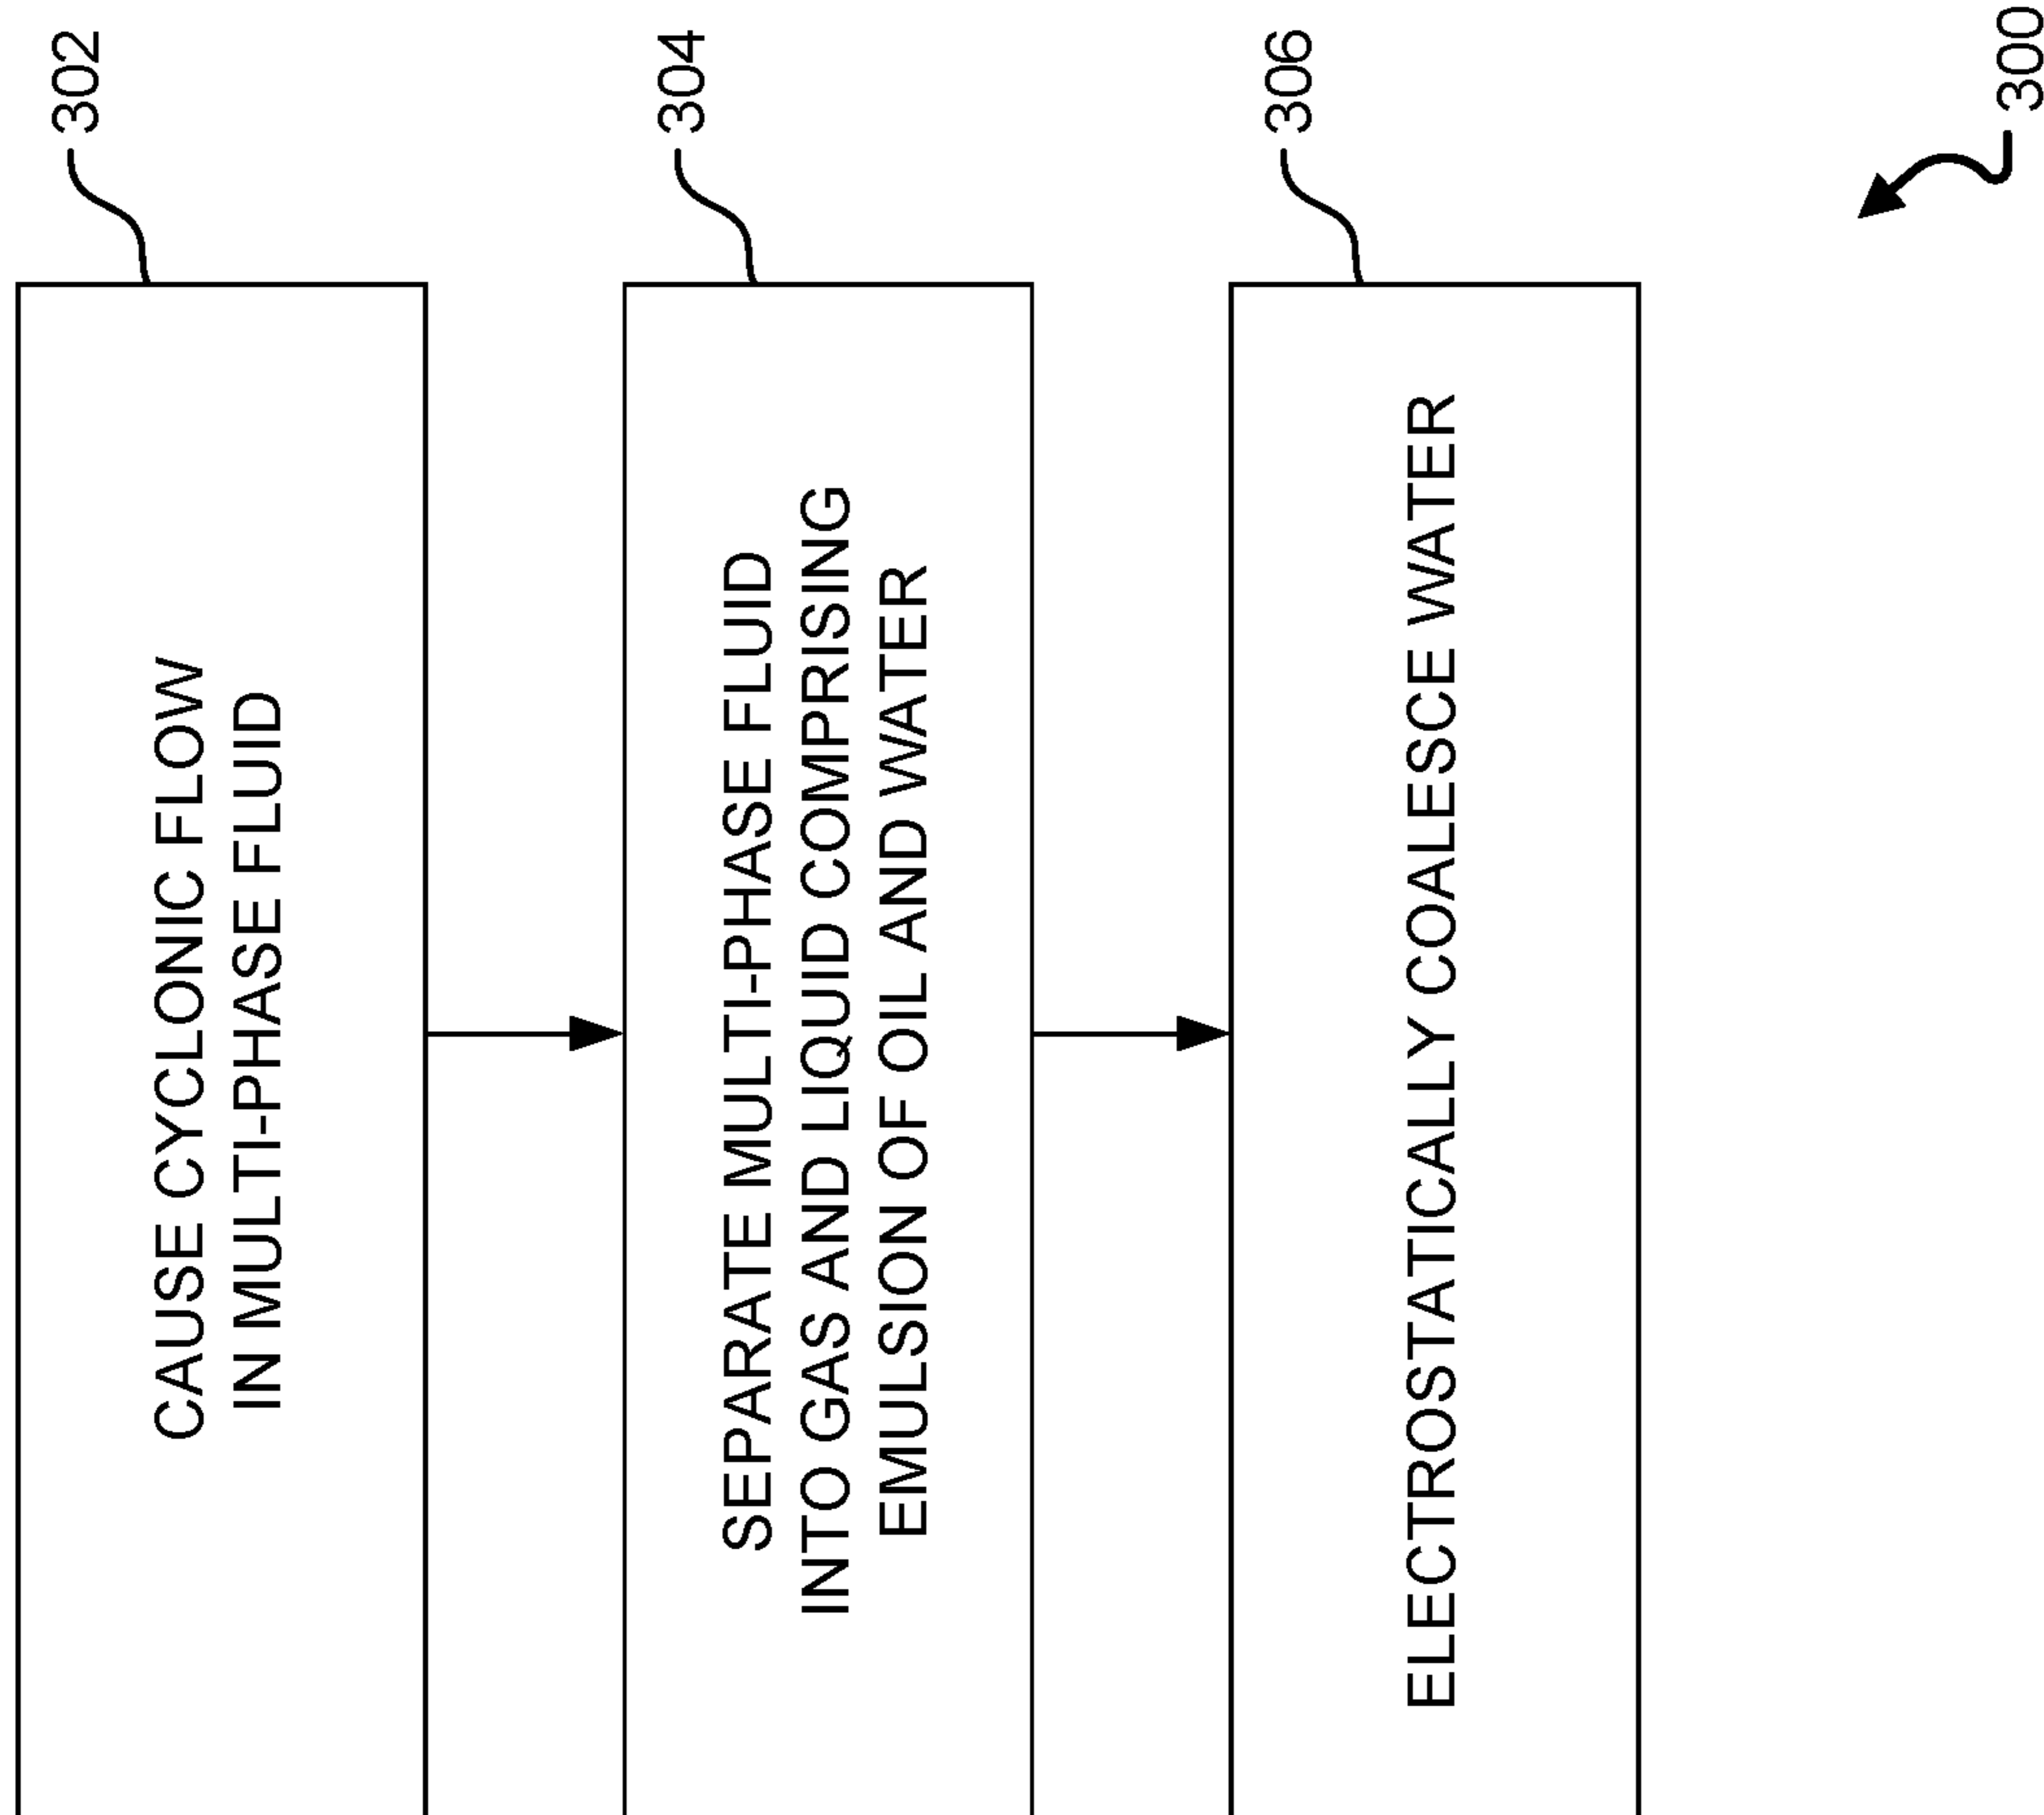 CAUSE CYCLONIC FLOW
IN MULTI-PHASE FLUID
302
SEPARATE MULTI-PHASE FLUID
INTO GAS AND LIQUID COMPRISING
EMULSION OF OIL AND WATER
304
ELECTROSTATICALLY COALESCE WATER
306
300